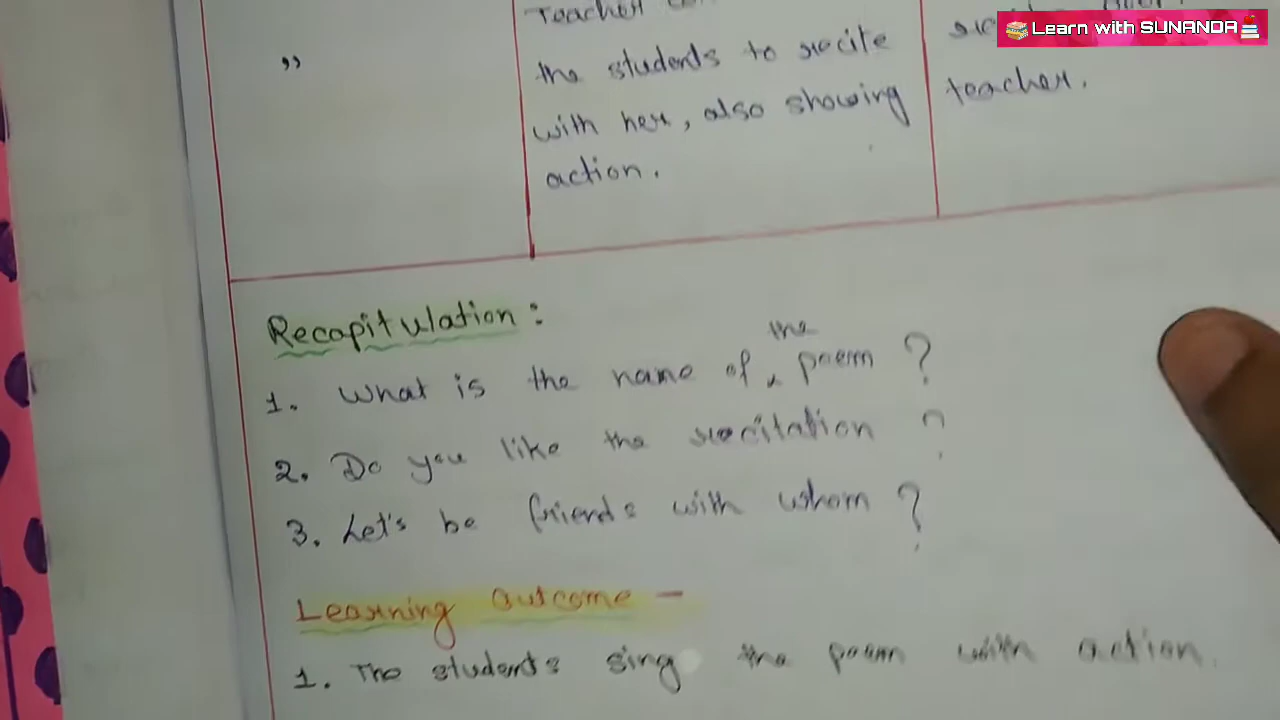 Learn with SUNANDA
Teacher
the students to recite
with her, also showing
action.
teacher.
"
Recapitulation:
1. What is the name of the poem?
2. Do you like the recitation?
3. Let's be friends with whom?
Learning outcome -
1. The students sing the poem with action.